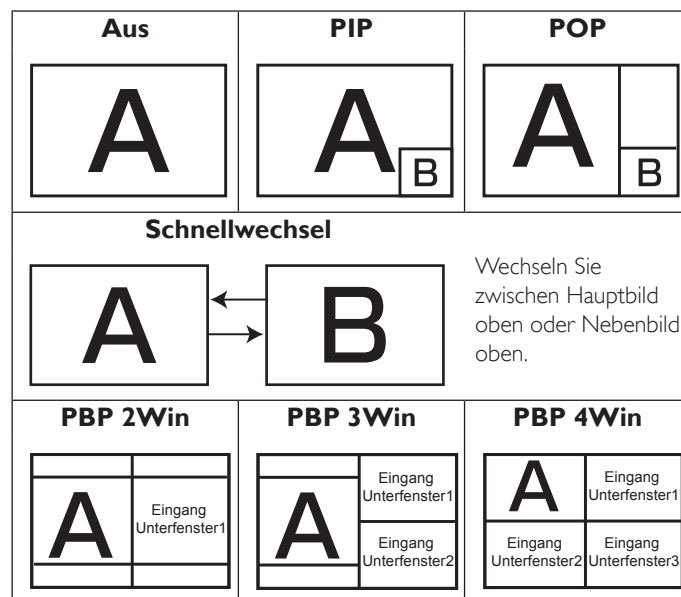 Aus
PIP
POP
A
A
B
A
B
Schnellwechsel
A
B
Wechseln Sie
zwischen Hauptbild
oben oder Nebenbild
oben.
PBP 2Win
PBP 3Win
PBP 4Win
A
Eingang
Unterfenster1
A
Eingang
Unterfenster1
Eingang
Unterfenster2
A
Eingang
Unterfenster1
Eingang
Unterfenster2
Eingang
Unterfenster3